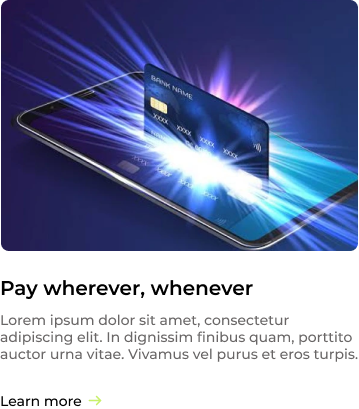 BANK NAME
XXXX XXXX XXXX XXXX
Pay wherever, whenever
Lorem ipsum dolor sit amet, consectetur
adipiscing elit. In dignissim finibus quam, porttito
auctor urna vitae. Vivamus vel purus et eros turpis.
Learn more →